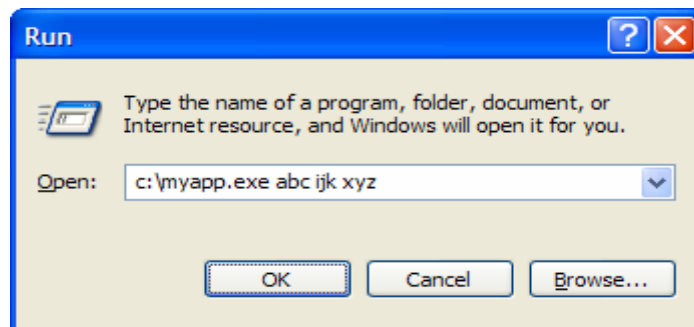 Run
Type the name of a program, folder, document, or
Internet resource, and Windows will open it for you.
Open: c:\myapp.exe abc ijk xyz
OK Cancel Browse...